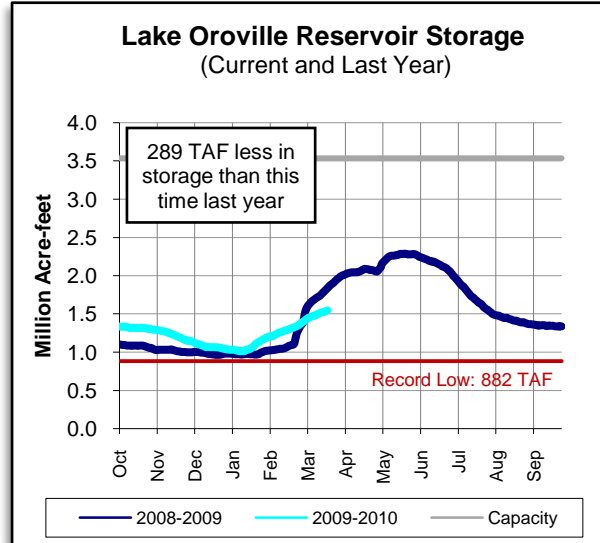 Lake Oroville Reservoir Storage
(Current and Last Year)
4.0
3.5
3.0
2.5
2.0
1.5
1.0
0.5
0.0
Million Acre-feet
289 TAF less in
storage than this
time last year
Record Low: 882 TAF
Oct
Nov
Dec
Jan
Feb
Mar
Apr
May
Jun
Jul
Aug
Sep
2008-2009
2009-2010
Capacity